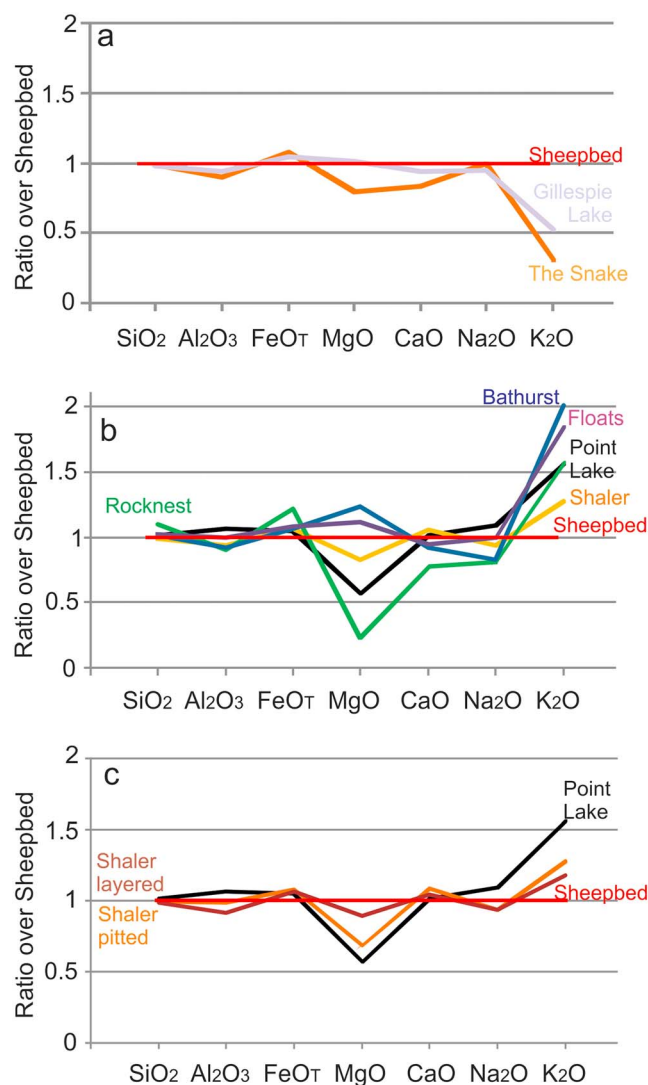 a
Ratio over Sheepbed
2
1.5
1
0.5
0
Sheepbed
Gillespie
Lake
The Snake
SiO₂ Al₂O₃ FeOT MgO CaO Na₂O K₂O
b
Ratio over Sheepbed
2
1.5
1
0.5
0
Bathurst
Floats
Point
Lake
Shaler
Sheepbed
Rocknest
SiO₂ Al₂O₃ FeOT MgO CaO Na₂O K₂O
c
Ratio over Sheepbed
2
1.5
1
0.5
0
Point
Lake
Shaler
layered
Sheepbed
Shaler
pitted
SiO₂ Al₂O₃ FeOT MgO CaO Na₂O K₂O